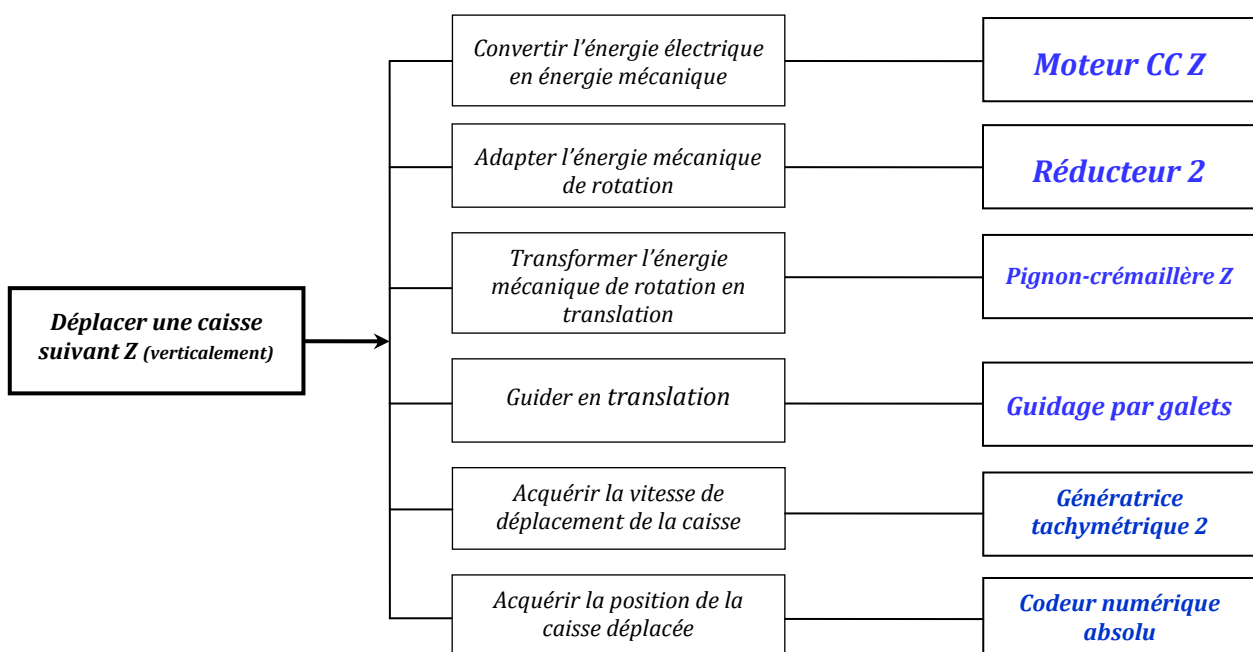 Convertir l'énergie électrique
en énergie mécanique
Moteur CC Z
Adapter l'énergie mécanique
de rotation
Réducteur 2
Transformer l'énergie
mécanique de rotation en
translation
Pignon-crémaillère Z
Déplacer une caisse
suivant Z (verticalement)
Guider en translation
Guidage par galets
Acquérir la vitesse de
déplacement de la caisse
Génératrice
tachymétrique 2
Acquérir la position de la
caisse déplacée
Codeur numérique
absolu